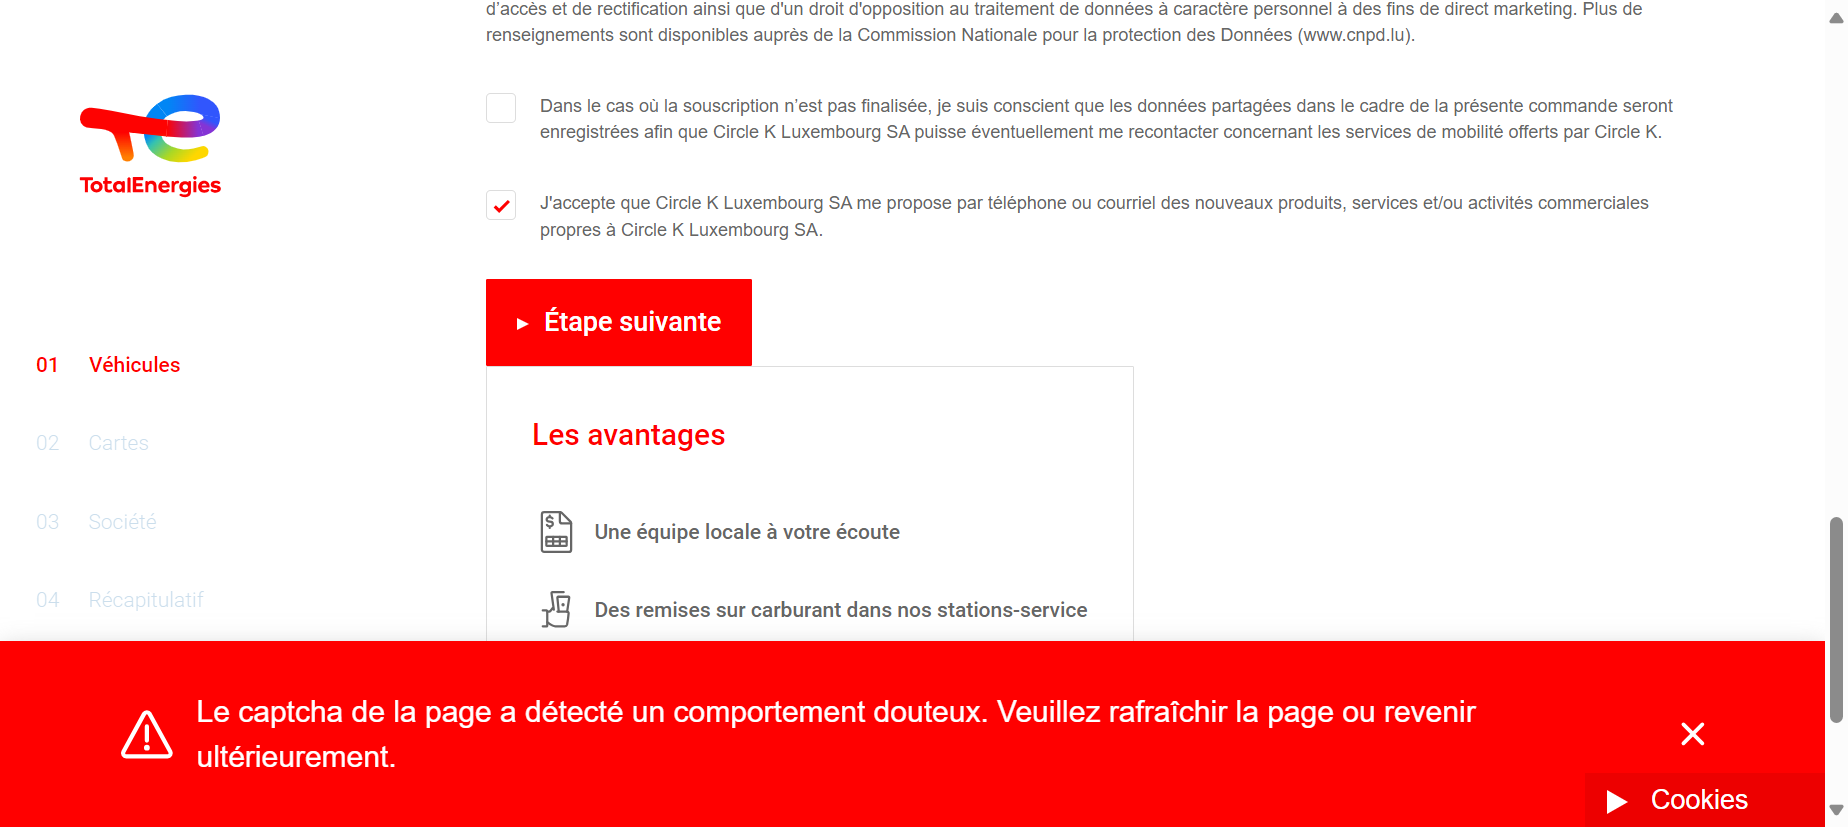 d’accès et de rectification ainsi que d'un droit d'opposition au traitement de données à caractère personnel à des fins de direct marketing. Plus de
renseignements sont disponibles auprès de la Commission Nationale pour la protection des Données (www.cnpd.lu).
Dans le cas où la souscription n’est pas finalisée, je suis conscient que les données partagées dans le cadre de la présente commande seront
enregistrées afin que Circle K Luxembourg SA puisse éventuellement me recontacter concernant les services de mobilité offerts par Circle K.
TotalEnergies
J'accepte que Circle K Luxembourg SA me propose par téléphone ou courriel des nouveaux produits, services et/ou activités commerciales
propres à Circle K Luxembourg SA.
Étape suivante
01 Véhicules
02 Cartes
03 Société
04 Récapitulatif
Les avantages
Une équipe locale à votre écoute
Des remises sur carburant dans nos stations-service
Le captcha de la page a détecté un comportement douteux. Veuillez rafraîchir la page ou revenir
ultérieurement.
Cookies